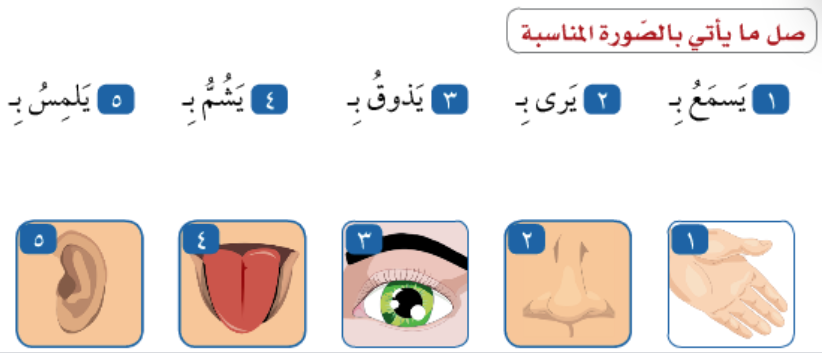 صل ما يأتي بالصّورة المناسبة
١ يَسمَعُ بِـ ٢ يَرى بِـ ٣ يَذوقُ بِـ ٤ يَشُمُّ بِـ ٥ يَلمِسُ بِـ
١ ٢ ٣ ٤ ٥